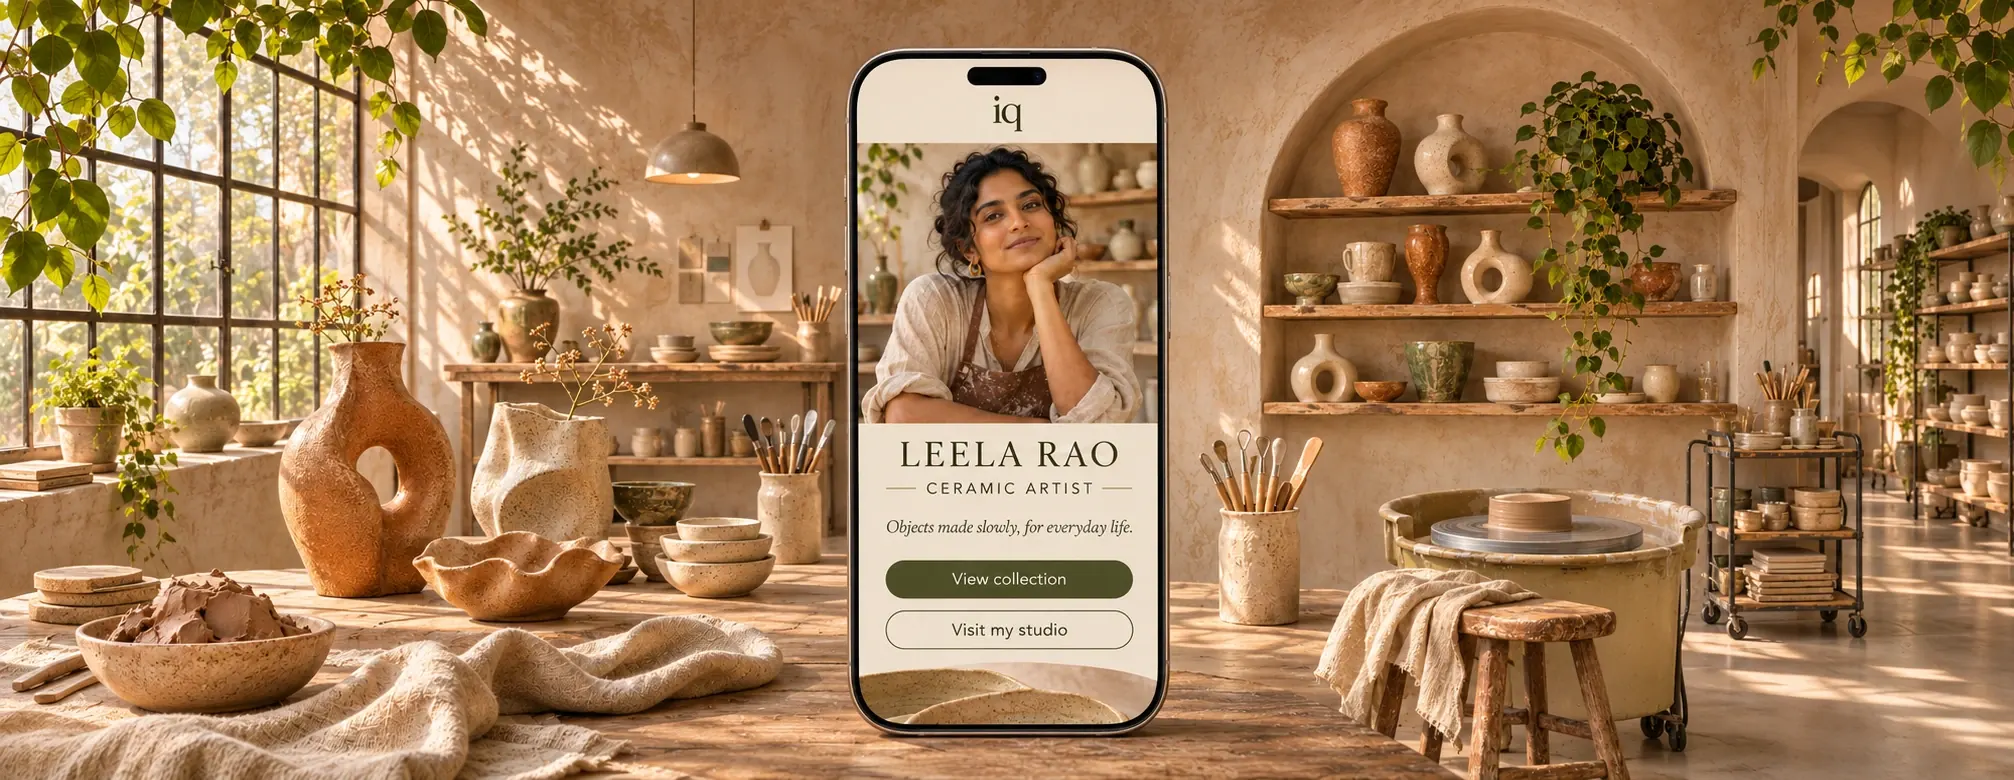 iq
LEELA RAO
CERAMIC ARTIST
Objects made slowly, for everyday life.
View collection
Visit my studio